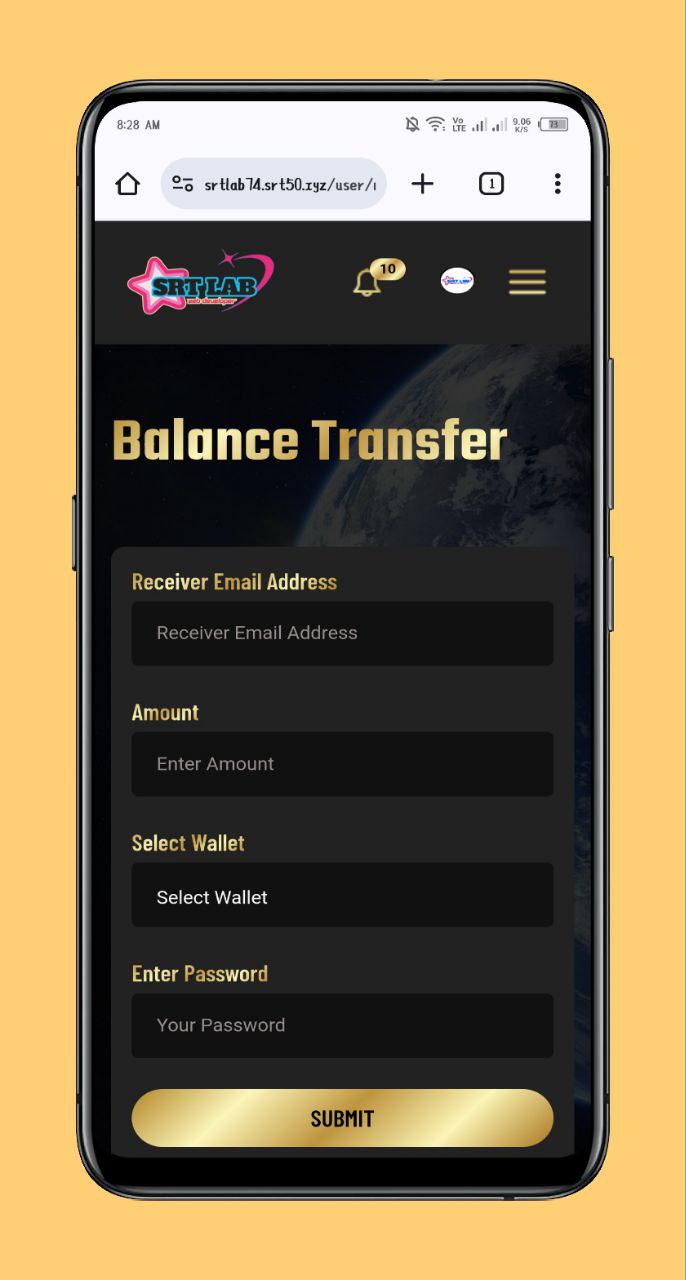 8:28 AM
Vo
LTE
9.06
K/S
73
srtlab74.srt50.xyz/user/
1
SRT LAB
web developer
10
SRT LAB
Balance Transfer
Receiver Email Address
Receiver Email Address
Amount
Enter Amount
Select Wallet
Select Wallet
Enter Password
Your Password
SUBMIT